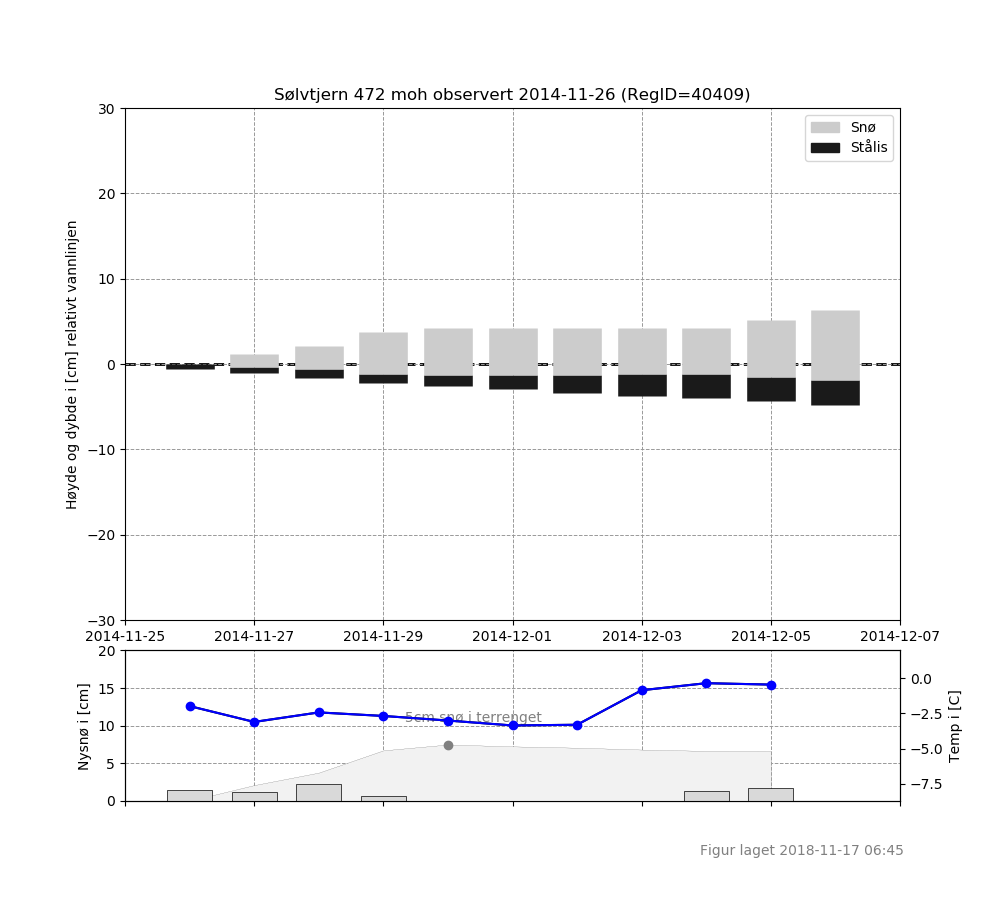 Sølvtjern 472 moh observert 2014-11-26 (RegID=40409)
Høyde og dybde i [cm] relativt vannlinjen
30
20
10
0
−10
−20
−30
Snø
Stålis
2014-11-25 2014-11-27 2014-11-29 2014-12-01 2014-12-03 2014-12-05 2014-12-07
Nysnø i [cm]
20
15
10
5
0
5cm snø i terrenget
0.0
−2.5
−5.0
−7.5
Temp i [C]
Figur laget 2018-11-17 06:45